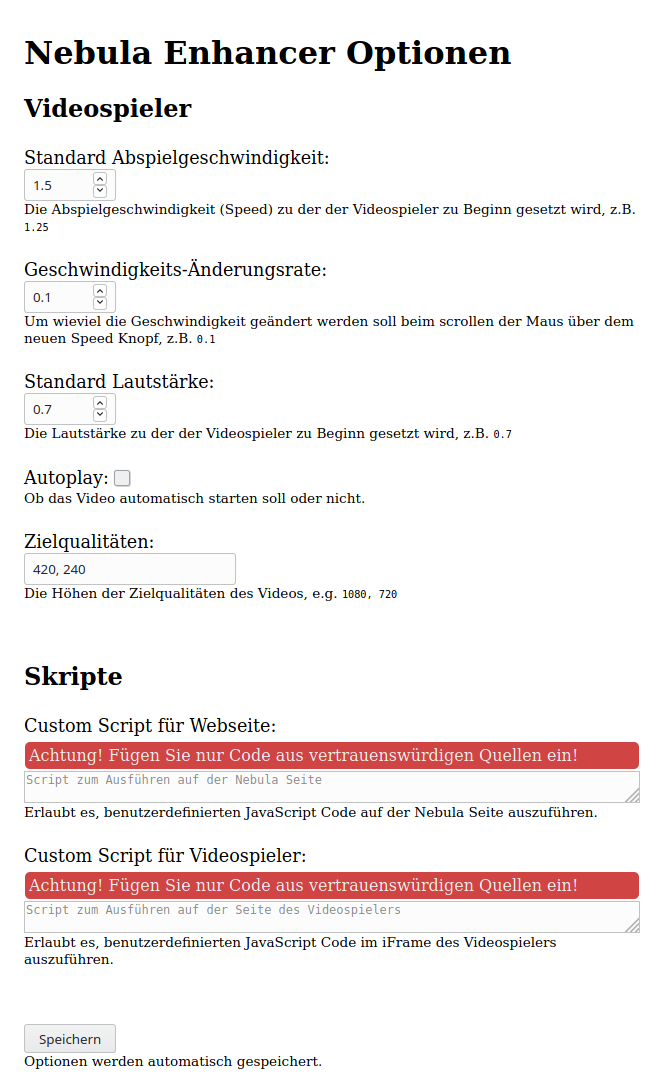 Nebula Enhancer Optionen
Videospieler
Standard Abspielgeschwindigkeit:
1.5
Die Abspielgeschwindigkeit (Speed) zu der der Videospieler zu Beginn gesetzt wird, z.B.
1.25
Geschwindigkeits-Änderungsrate:
0.1
Um wieviel die Geschwindigkeit geändert werden soll beim scrollen der Maus über dem
neuen Speed Knopf, z.B. 0.1
Standard Lautstärke:
0.7
Die Lautstärke zu der der Videospieler zu Beginn gesetzt wird, z.B. 0.7
Autoplay:
Ob das Video automatisch starten soll oder nicht.
Zielqualitäten:
420, 240
Die Höhen der Zielqualitäten des Videos, e.g. 1080, 720
Skripte
Custom Script für Webseite:
Achtung! Fügen Sie nur Code aus vertrauenswürdigen Quellen ein!
Script zum Ausführen auf der Nebula Seite
Erlaubt es, benutzerdefinierten JavaScript Code auf der Nebula Seite auszuführen.
Custom Script für Videospieler:
Achtung! Fügen Sie nur Code aus vertrauenswürdigen Quellen ein!
Script zum Ausführen auf der Seite des Videospielers
Erlaubt es, benutzerdefinierten JavaScript Code im iFrame des Videospielers
auszuführen.
Speichern
Optionen werden automatisch gespeichert.